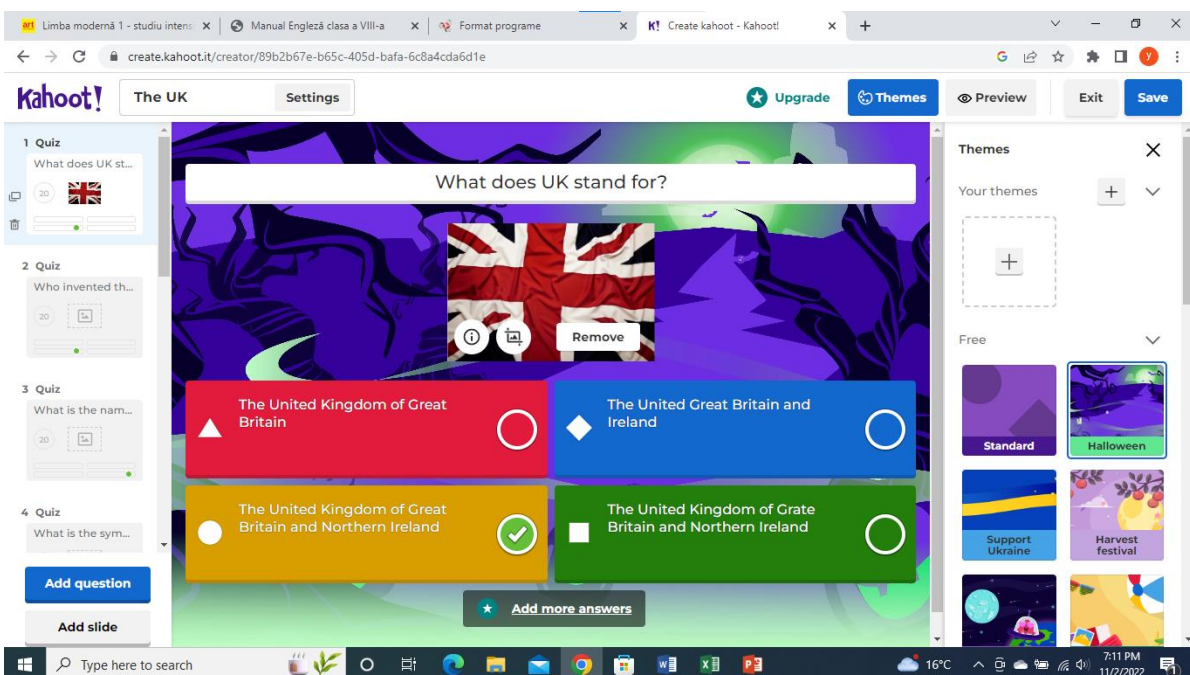 art Limba modernă 1 - studiu intens
Manual Engleză clasa a VIII-a
Format programe
K! Create kahoot - Kahoot!
create.kahoot.it/creator/89b2b67e-b65c-405d-bafa-6c8a4cda6d1e
Kahoot!
The UK
Settings
Upgrade
Themes
Preview
Exit
Save
1 Quiz
What does UK st...
20
2 Quiz
Who invented th...
20
3 Quiz
What is the nam...
20
4 Quiz
What is the sym...
Add question
Add slide
What does UK stand for?
Remove
The United Kingdom of Great
Britain
The United Great Britain and
Ireland
The United Kingdom of Great
Britain and Northern Ireland
The United Kingdom of Grate
Britain and Northern Ireland
Add more answers
Themes
Your themes
Free
Standard
Halloween
Support
Ukraine
Harvest
festival
Type here to search
16°C
7:11 PM
11/2/2022